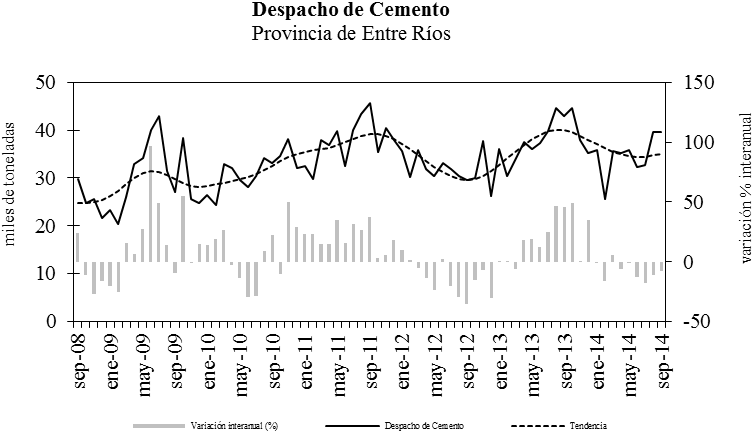 Despacho de Cemento
Provincia de Entre Ríos
miles de toneladas
50
40
30
20
10
0
150
100
50
0
-50
variación % interanual
sep-08
ene-09
may-09
sep-09
ene-10
may-10
sep-10
ene-11
may-11
sep-11
ene-12
may-12
sep-12
ene-13
may-13
sep-13
ene-14
may-14
sep-14
Variación interanual (%)
Despacho de Cemento
Tendencia